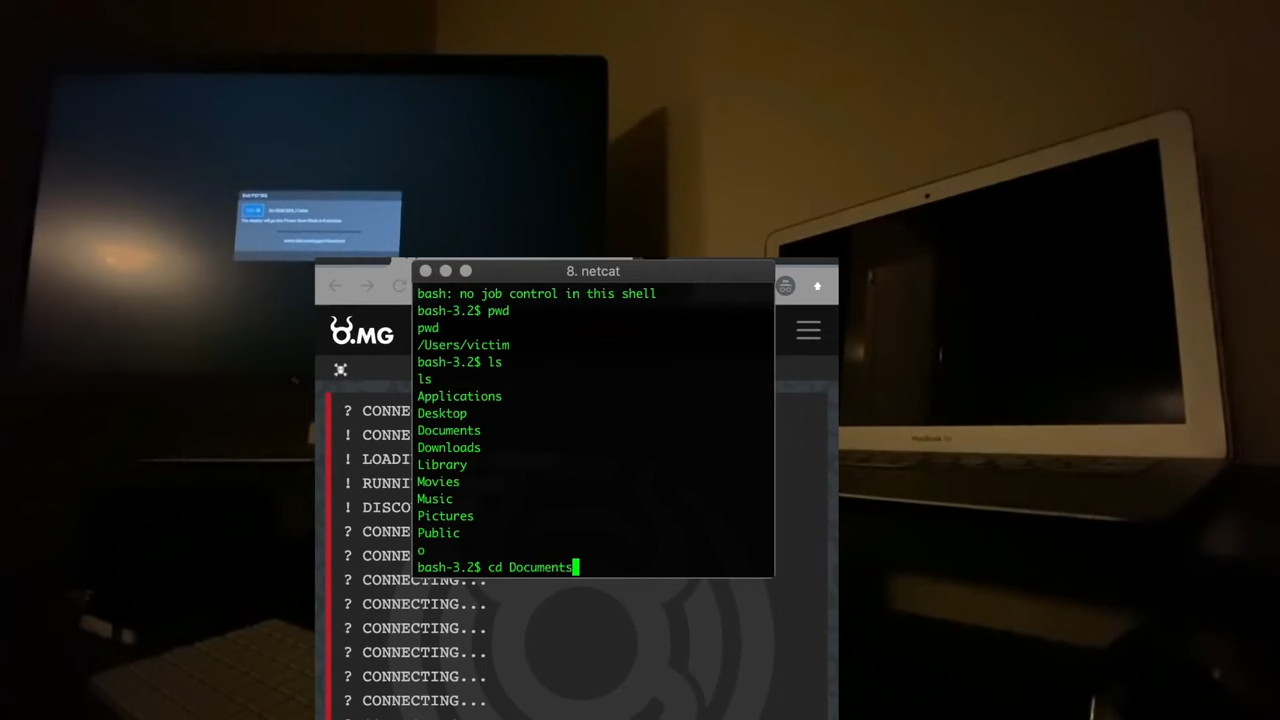 8. netcat
bash: no job control in this shell
bash-3.2$ pwd
pwd
/Users/victim
bash-3.2$ ls
ls
Applications
Desktop
Documents
Downloads
Library
Movies
Music
Pictures
Public
o
bash-3.2$ cd Documents
O.MG
? CONNE
! CONNE
! LOADI
! RUNNI
! DISCO
? CONNE
? CONNE
? CONNECTING...
? CONNECTING...
? CONNECTING...
? CONNECTING...
? CONNECTING...
? CONNECTING...
MacBook Air